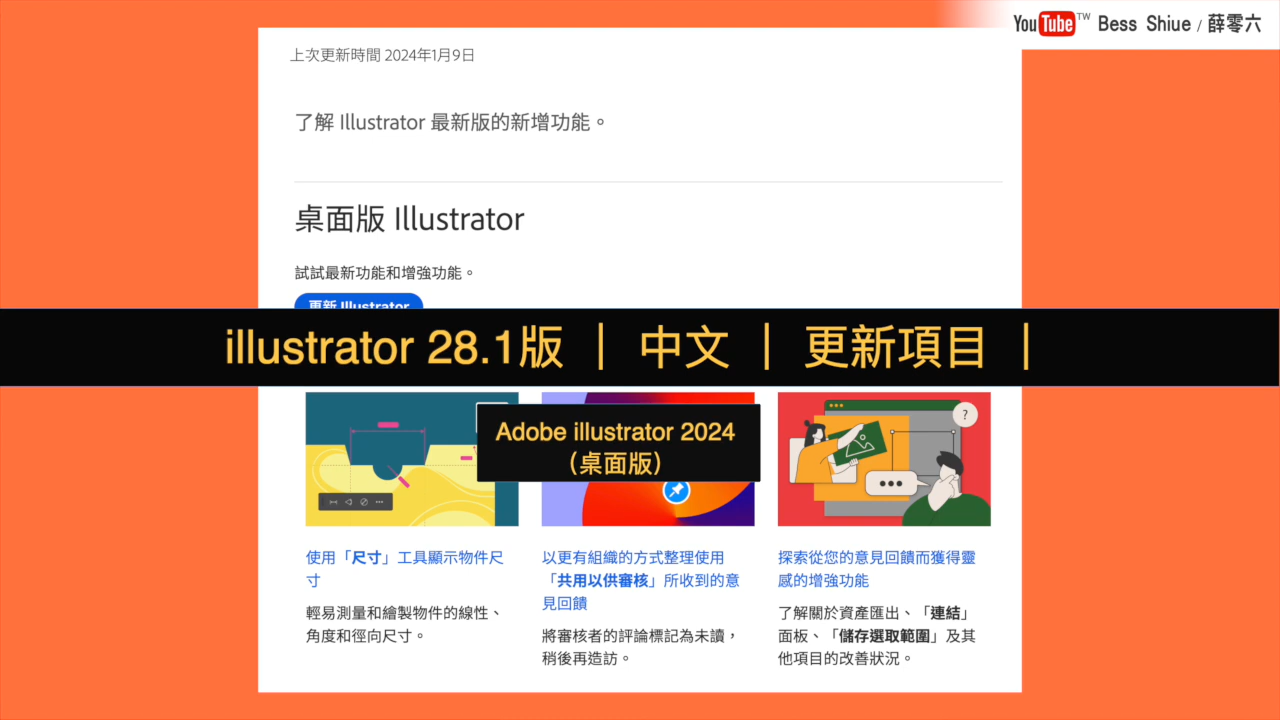 YouTube TW Bess Shiue / 薛零六
上次更新時間 2024年1月9日
了解 Illustrator 最新版的新增功能。
桌面版 Illustrator
試試最新功能和增強功能。
更新 Illustrator
illustrator 28.1版 | 中文 | 更新項目 |
Adobe illustrator 2024
（桌面版）
?
使用「尺寸」工具顯示物件尺
寸
輕易測量和繪製物件的線性、
角度和徑向尺寸。
以更有組織的方式整理使用
「共用以供審核」所收到的意
見回饋
將審核者的評論標記為未讀，
稍後再造訪。
探索從您的意見回饋而獲得靈
感的增強功能
了解關於資產匯出、「連結」
面板、「儲存選取範圍」及其
他項目的改善狀況。